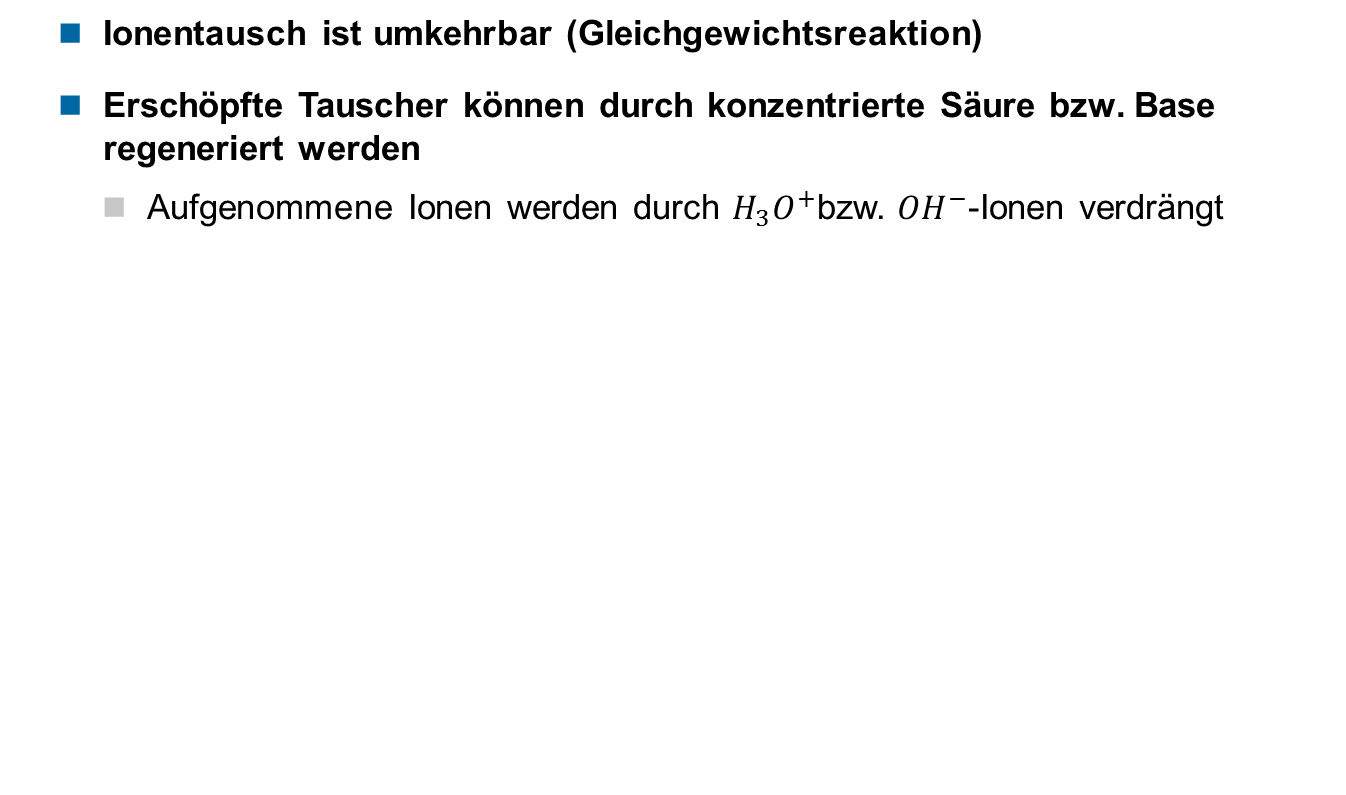 Ionentausch ist umkehrbar (Gleichgewichtsreaktion)
Erschöpfte Tauscher können durch konzentrierte Säure bzw. Base
regeneriert werden
Aufgenommene Ionen werden durch H₃O⁺bzw. OH⁻-Ionen verdrängt